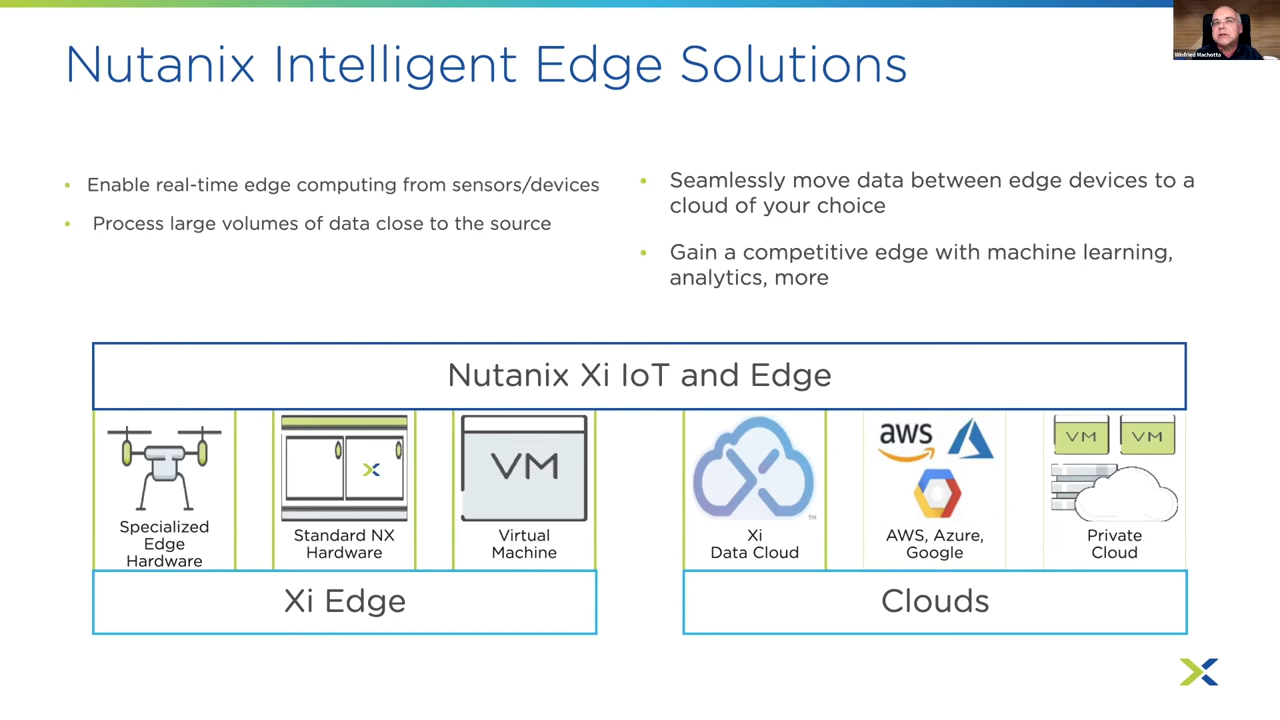 Nutanix Intelligent Edge Solutions
Winfried Machotta
• Enable real-time edge computing from sensors/devices
• Process large volumes of data close to the source
• Seamlessly move data between edge devices to a
cloud of your choice
• Gain a competitive edge with machine learning,
analytics, more
Nutanix Xi IoT and Edge
Specialized
Edge
Hardware
Standard NX
Hardware
VM
Virtual
Machine
TM
Xi
Data Cloud
aws
AWS, Azure,
Google
VM
VM
Private
Cloud
Xi Edge
Clouds